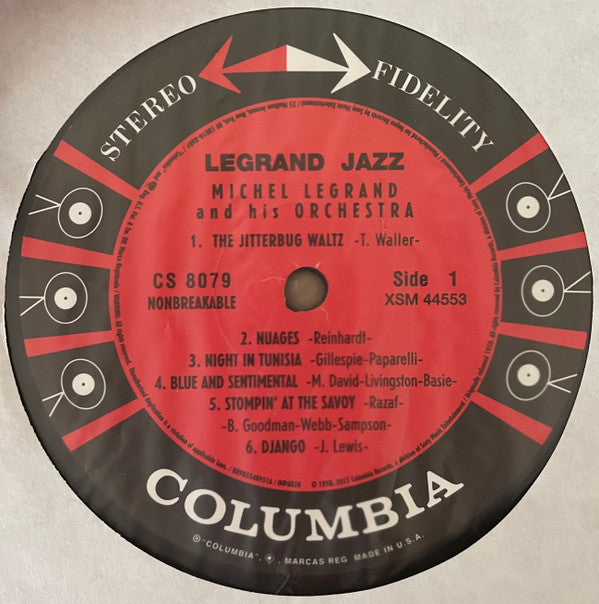 STEREO FIDELITY
LEGRAND JAZZ
MICHEL LEGRAND
and his ORCHESTRA
1. THE JITTERBUG WALTZ -T. Waller-
CS 8079
NONBREAKABLE
Side 1
XSM 44553
2. NUAGES -Reinhardt-
3. NIGHT IN TUNISIA -Gillespie-Paparelli-
4. BLUE AND SENTIMENTAL -M. David-Livingston-Basie-
5. STOMPIN' AT THE SAVOY -Razaf-
-B. Goodman-Webb-Sampson-
6. DJANGO -J. Lewis-
COLUMBIA
"COLUMBIA", MARCAS REG MADE IN U.S.A.